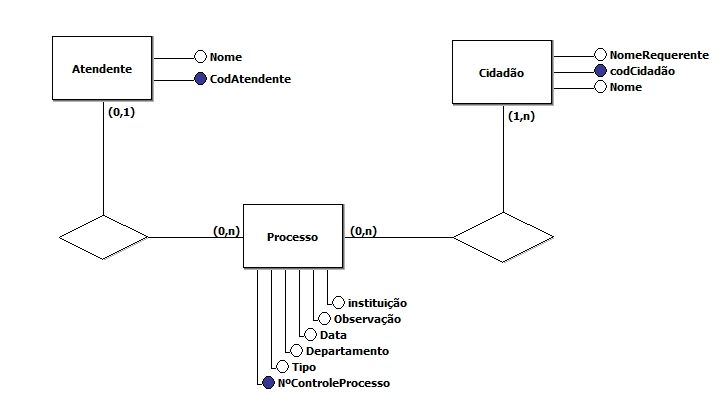 Atendente
Nome
CodAtendente
(0,1)
Cidadão
NomeRequerente
codCidadão
Nome
(1,n)
(0,n)
Processo
(0,n)
instituição
Observação
Data
Departamento
Tipo
NºControleProcesso